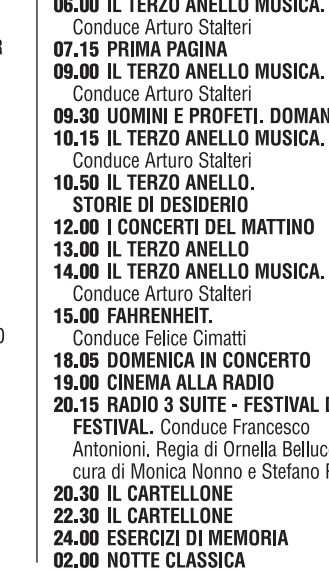 06.00 IL TERZO ANELLO MUSICA.
Conduce Arturo Stalteri
07.15 PRIMA PAGINA
09.00 IL TERZO ANELLO MUSICA.
Conduce Arturo Stalteri
09.30 UOMINI E PROFETI. DOMAN
10.15 IL TERZO ANELLO MUSICA.
Conduce Arturo Stalteri
10.50 IL TERZO ANELLO.
STORIE DI DESIDERIO
12.00 I CONCERTI DEL MATTINO
13.00 IL TERZO ANELLO
14.00 IL TERZO ANELLO MUSICA.
Conduce Arturo Stalteri
15.00 FAHRENHEIT.
Conduce Felice Cimatti
18.05 DOMENICA IN CONCERTO
19.00 CINEMA ALLA RADIO
20.15 RADIO 3 SUITE - FESTIVAL D
FESTIVAL. Conduce Francesco
Antonioni. Regia di Ornella Belluc
cura di Monica Nonno e Stefano
20.30 IL CARTELLONE
22.30 IL CARTELLONE
24.00 ESERCIZI DI MEMORIA
02.00 NOTTE CLASSICA